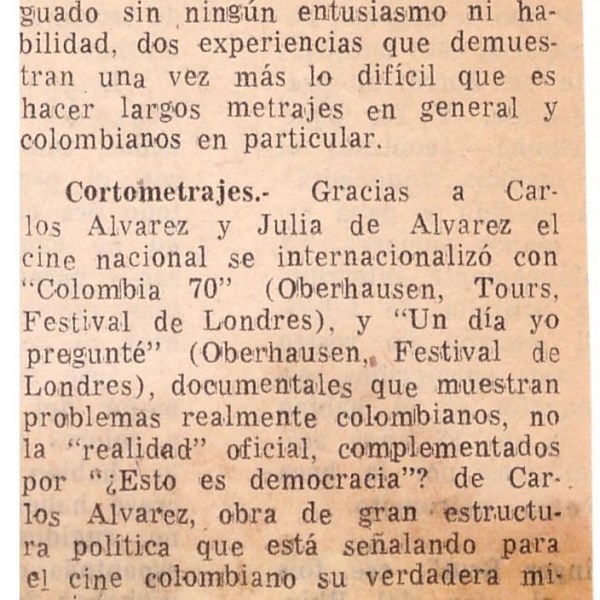 guado sin ningún entusiasmo ni ha-
bilidad, dos experiencias que demues-
tran una vez más lo difícil que es
hacer largos metrajes en general y
colombianos en particular.
Cortometrajes.- Gracias a Car-
los Alvarez y Julia de Alvarez el
cine nacional se internacionalizó con
“Colombia 70” (Oberhausen, Tours,
Festival de Londres), y “Un día yo
pregunté” (Oberhausen, Festival de
Londres), documentales que muestran
problemas realmente colombianos, no
la “realidad” oficial, complementados
por “¿Esto es democracia”? de Car-
los Alvarez, obra de gran estructu-
ra política que está señalando para
el cine colombiano su verdadera mi-